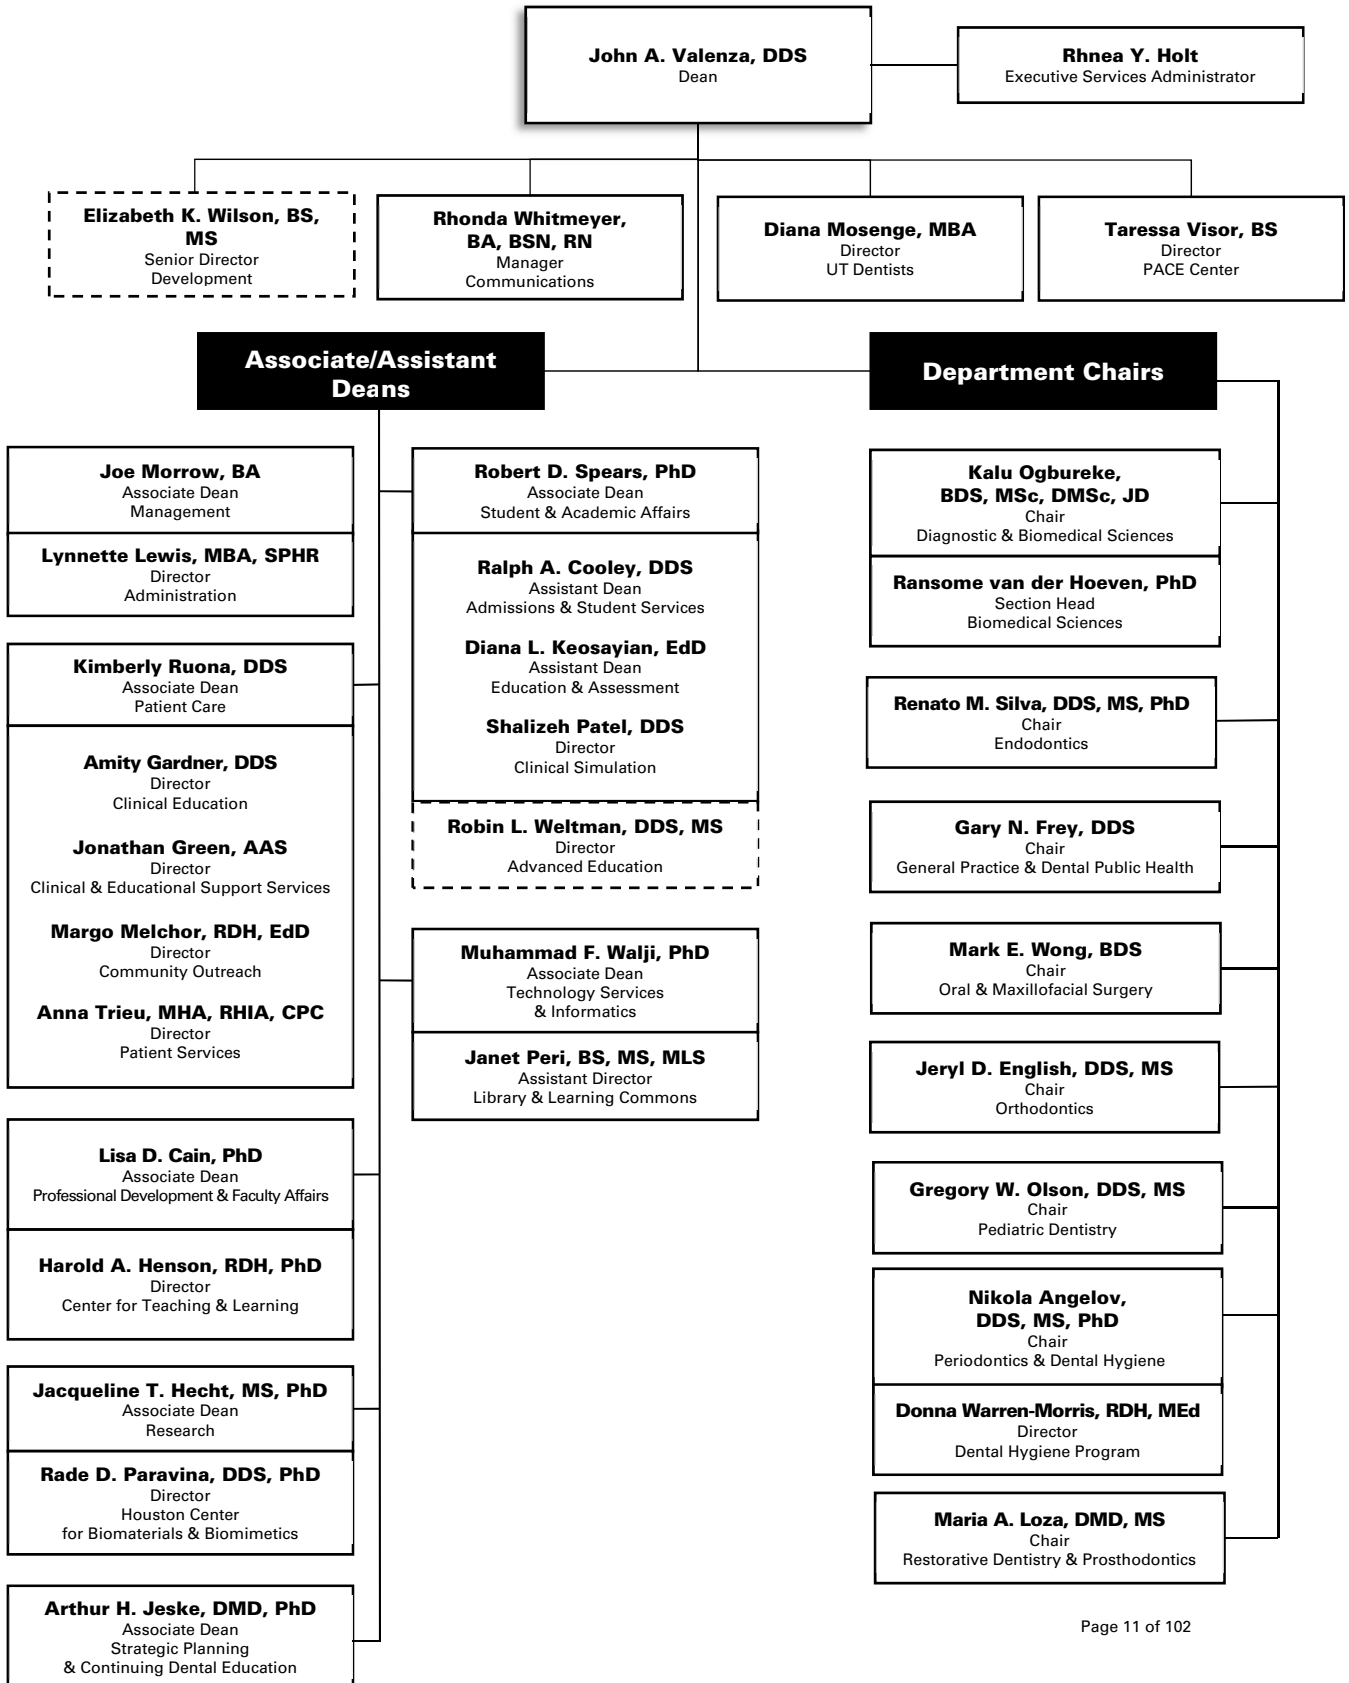 John A. Valenza, DDS
Dean
Rhnea Y. Holt
Executive Services Administrator
Elizabeth K. Wilson, BS,
MS
Senior Director
Development
Rhonda Whitmeyer,
BA, BSN, RN
Manager
Communications
Diana Mosenge, MBA
Director
UT Dentists
Taressa Visor, BS
Director
PACE Center
Associate/Assistant
Deans
Joe Morrow, BA
Associate Dean
Management
Lynnette Lewis, MBA, SPHR
Director
Administration
Kimberly Ruona, DDS
Associate Dean
Patient Care
Amity Gardner, DDS
Director
Clinical Education
Jonathan Green, AAS
Director
Clinical & Educational Support Services
Margo Melchor, RDH, EdD
Director
Community Outreach
Anna Trieu, MHA, RHIA, CPC
Director
Patient Services
Lisa D. Cain, PhD
Associate Dean
Professional Development & Faculty Affairs
Harold A. Henson, RDH, PhD
Director
Center for Teaching & Learning
Jacqueline T. Hecht, MS, PhD
Associate Dean
Research
Rade D. Paravina, DDS, PhD
Director
Houston Center
for Biomaterials & Biomimetics
Arthur H. Jeske, DMD, PhD
Associate Dean
Strategic Planning
& Continuing Dental Education
Robert D. Spears, PhD
Associate Dean
Student & Academic Affairs
Ralph A. Cooley, DDS
Assistant Dean
Admissions & Student Services
Diana L. Keosayian, EdD
Assistant Dean
Education & Assessment
Shalizeh Patel, DDS
Director
Clinical Simulation
Robin L. Weltman, DDS, MS
Director
Advanced Education
Muhammad F. Walji, PhD
Associate Dean
Technology Services
& Informatics
Janet Peri, BS, MS, MLS
Assistant Director
Library & Learning Commons
Department Chairs
Kalu Ogbureke,
BDS, MSc, DMSc, JD
Chair
Diagnostic & Biomedical Sciences
Ransome van der Hoeven, PhD
Section Head
Biomedical Sciences
Renato M. Silva, DDS, MS, PhD
Chair
Endodontics
Gary N. Frey, DDS
Chair
General Practice & Dental Public Health
Mark E. Wong, BDS
Chair
Oral & Maxillofacial Surgery
Jeryl D. English, DDS, MS
Chair
Orthodontics
Gregory W. Olson, DDS, MS
Chair
Pediatric Dentistry
Nikola Angelov,
DDS, MS, PhD
Chair
Periodontics & Dental Hygiene
Donna Warren-Morris, RDH, MEd
Director
Dental Hygiene Program
Maria A. Loza, DMD, MS
Chair
Restorative Dentistry & Prosthodontics
Page 11 of 102